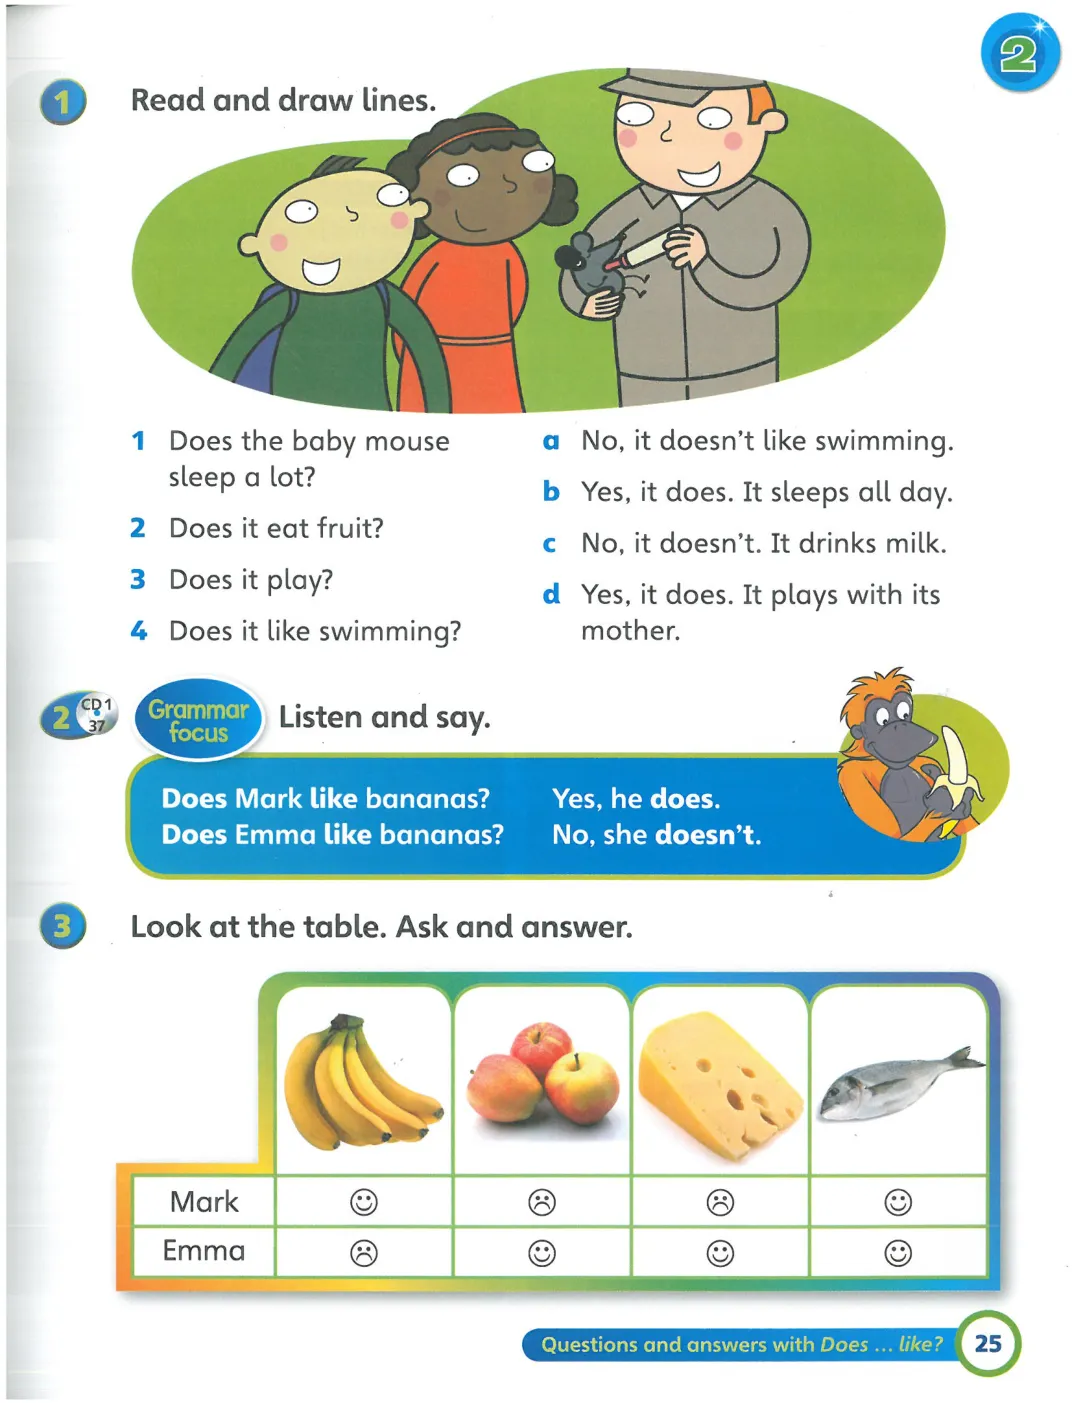 2
1 Read and draw lines.
1 Does the baby mouse
sleep a lot?
2 Does it eat fruit?
3 Does it play?
4 Does it like swimming?
a No, it doesn't like swimming.
b Yes, it does. It sleeps all day.
c No, it doesn't. It drinks milk.
d Yes, it does. It plays with its
mother.
2 CD1
37
Grammar
focus
Listen and say.
Does Mark like bananas? Yes, he does.
Does Emma like bananas? No, she doesn't.
3 Look at the table. Ask and answer.
Mark
Emma
Questions and answers with Does ... like? 25